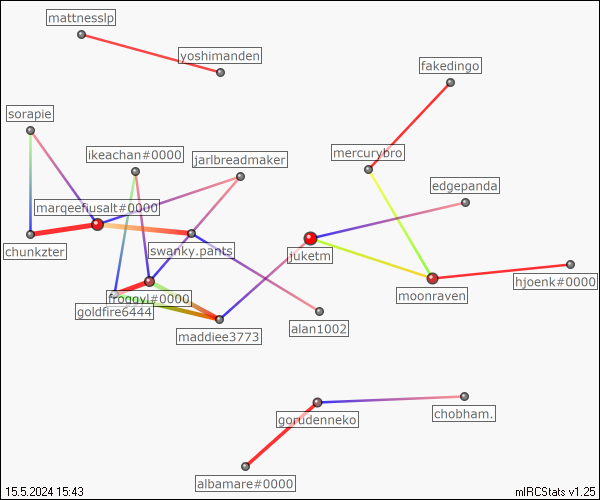 mattnesslp
yoshimanden
fakedingo
sorapie
ikeachan#0000
jarlbreadmaker
mercurybro
edgepanda
marqeefiusalt#0000
chunkzter
swanky.pants
juketm
moonraven
hjoenk#0000
froggyl#0000
goldfire6444
maddiee3773
alan1002
gorudenneko
chobham.
albamare#0000
15.5.2024 15:43
mIRCStats v1.25